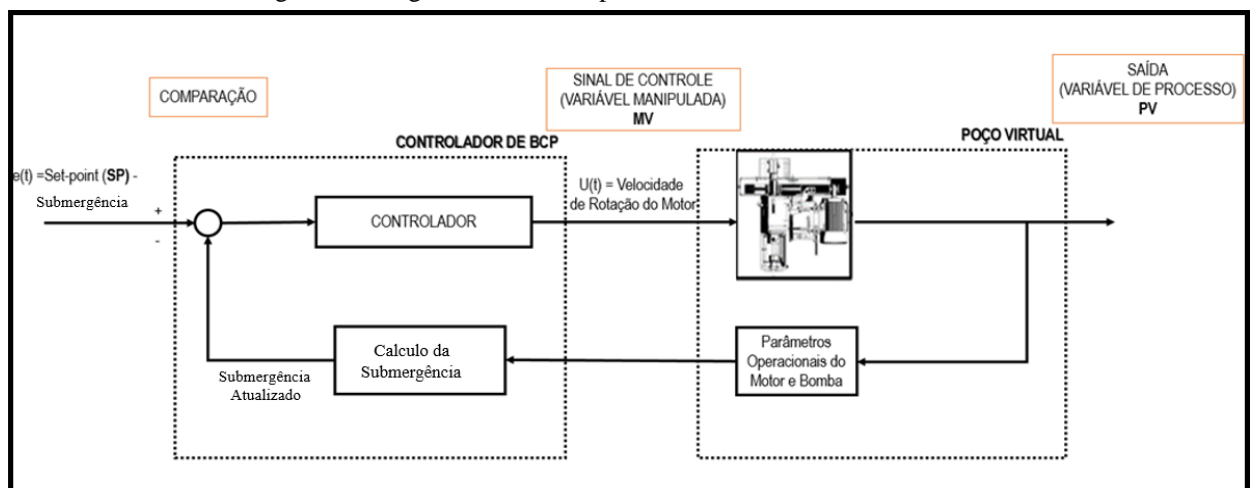 COMPARAÇÃO
SINAL DE CONTROLE
(VARIÁVEL MANIPULADA)
MV
SAÍDA
(VARIÁVEL DE PROCESSO)
PV
CONTROLADOR DE BCP
POÇO VIRTUAL
e(t) =Set-point (SP) -
Submergência
+
-
CONTROLADOR
U(t) = Velocidade
de Rotação do Motor
Calculo da
Submergência
Submergência
Atualizado
Parâmetros
Operacionais do
Motor e Bomba